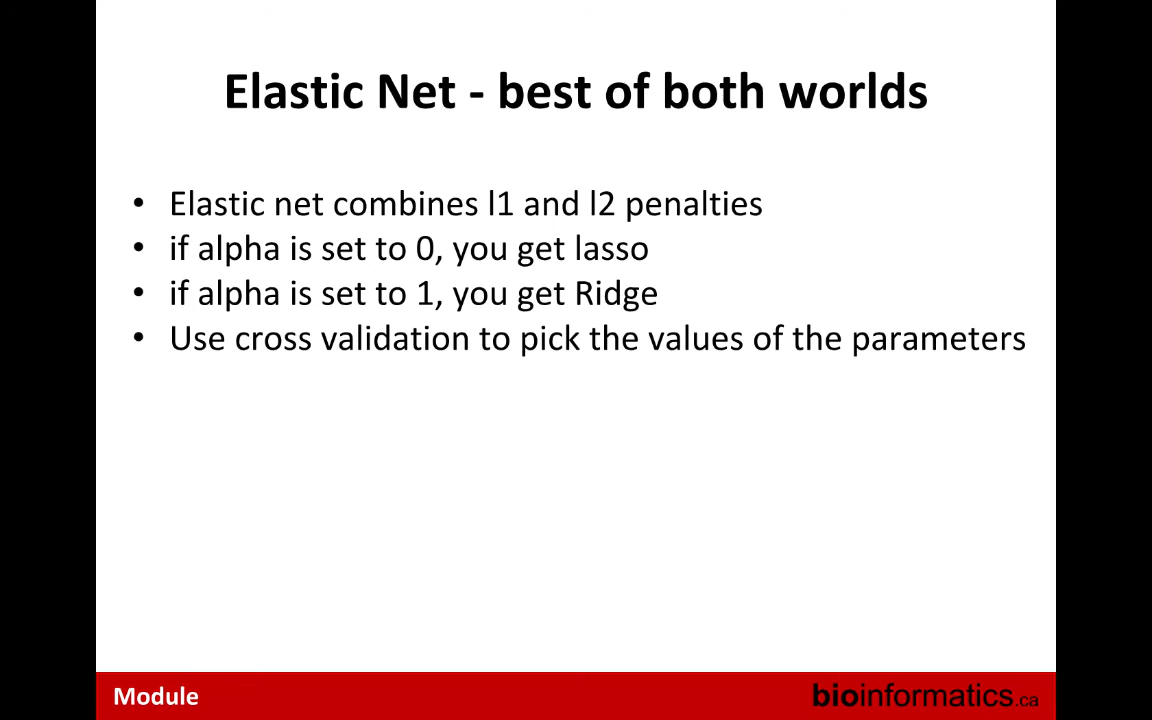 Elastic Net - best of both worlds
• Elastic net combines l1 and l2 penalties
• if alpha is set to 0, you get lasso
• if alpha is set to 1, you get Ridge
• Use cross validation to pick the values of the parameters
Module
bioinformatics.ca